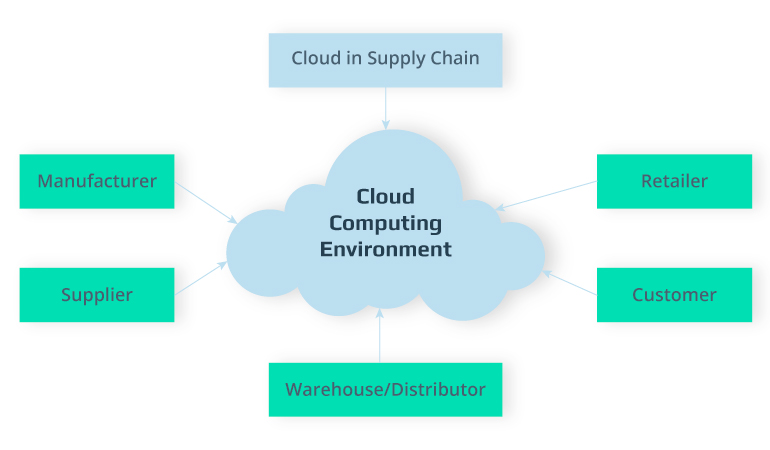 Cloud in Supply Chain
Manufacturer
Retailer
Cloud
Computing
Environment
Supplier
Customer
Warehouse/Distributor